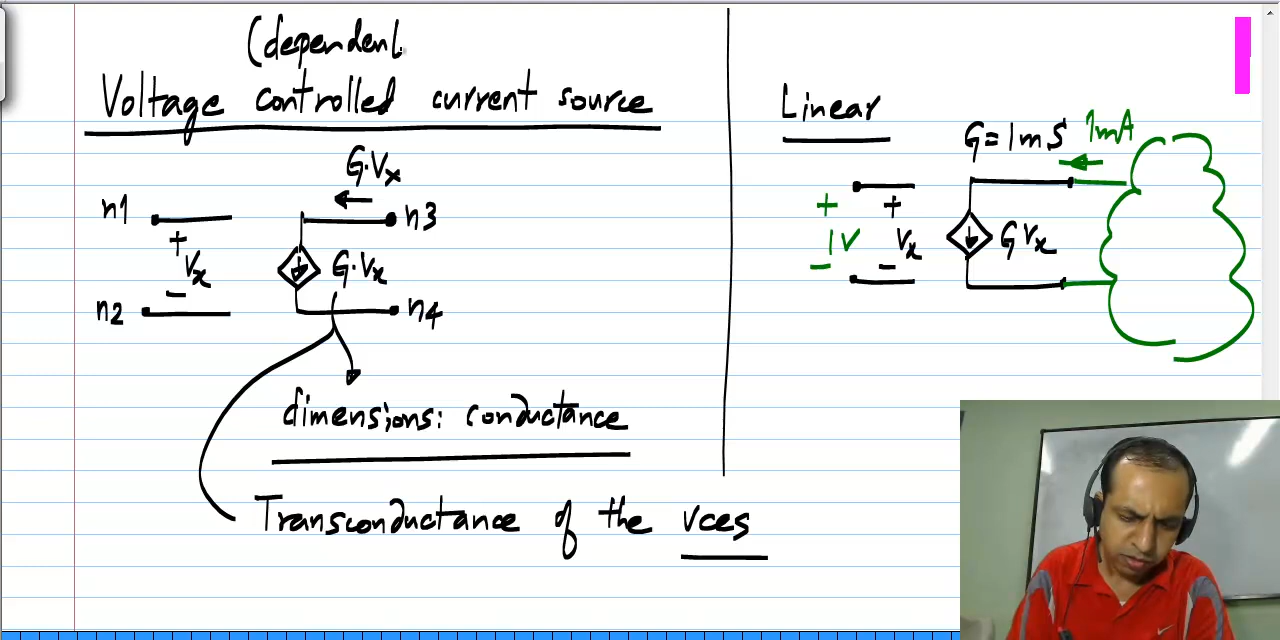 (dependent
Voltage controlled current source
G·Vx
n1
n3
+
Vx
−
G·Vx
n2
n4
dimensions: conductance
Transconductance of the vccs
Linear
G = 1mS
1mA
+
1V
−
+
Vx
−
GVx